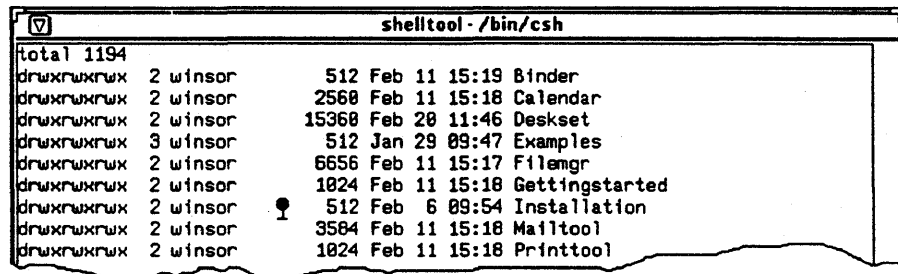 shelltool - /bin/csh
total 1194
drwxrwxrwx  2 winsor        512 Feb 11 15:19 Binder
drwxrwxrwx  2 winsor       2560 Feb 11 15:18 Calendar
drwxrwxrwx  2 winsor      15360 Feb 20 11:46 Deskset
drwxrwxrwx  3 winsor        512 Jan 29 09:47 Examples
drwxrwxrwx  2 winsor       6656 Feb 11 15:17 Filemgr
drwxrwxrwx  2 winsor       1024 Feb 11 15:18 Gettingstarted
drwxrwxrwx  2 winsor        512 Feb  6 09:54 Installation
drwxrwxrwx  2 winsor       3584 Feb 11 15:18 Mailtool
drwxrwxrwx  2 winsor       1024 Feb 11 15:18 Printtool